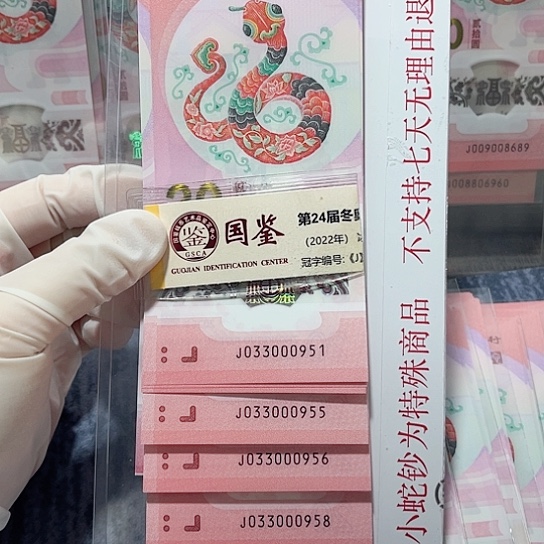 小蛇钞为特殊商品 不支持七天无理由退
J009008689
008806960
国鉴
GSCA
GUOJIAN IDENTIFICATION CENTER
第24届冬
(2022年)
冠字编号:《J
J033000951
J033000955
J033000956
J033000958